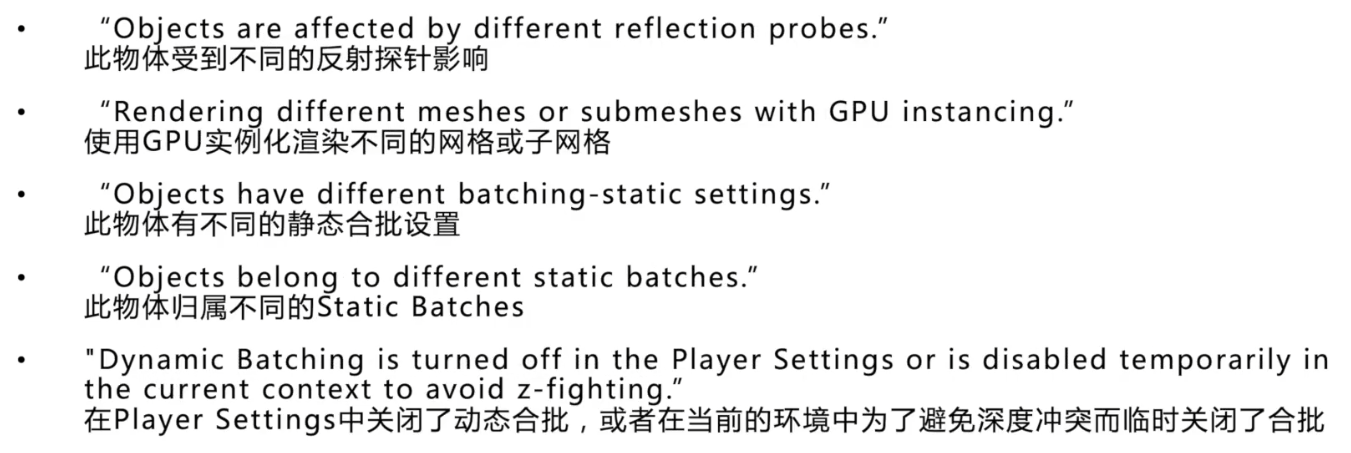 • “Objects are affected by different reflection probes.”
此物体受到不同的反射探针影响
• “Rendering different meshes or submeshes with GPU instancing.”
使用GPU实例化渲染不同的网格或子网格
• “Objects have different batching-static settings.”
此物体有不同的静态合批设置
• “Objects belong to different static batches.”
此物体归属不同的Static Batches
• "Dynamic Batching is turned off in the Player Settings or is disabled temporarily in
the current context to avoid z-fighting.”
在Player Settings中关闭了动态合批，或者在当前的环境中为了避免深度冲突而临时关闭了合批